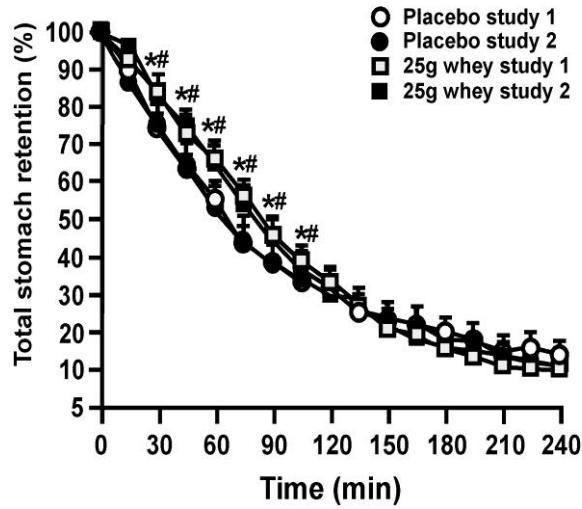 Placebo study 1
Placebo study 2
25g whey study 1
25g whey study 2
Total stomach retention (%)
100
90
80
70
60
50
40
30
20
10
5
*#
*#
*#
*#
*#
*#
0 30 60 90 120 150 180 210 240
Time (min)